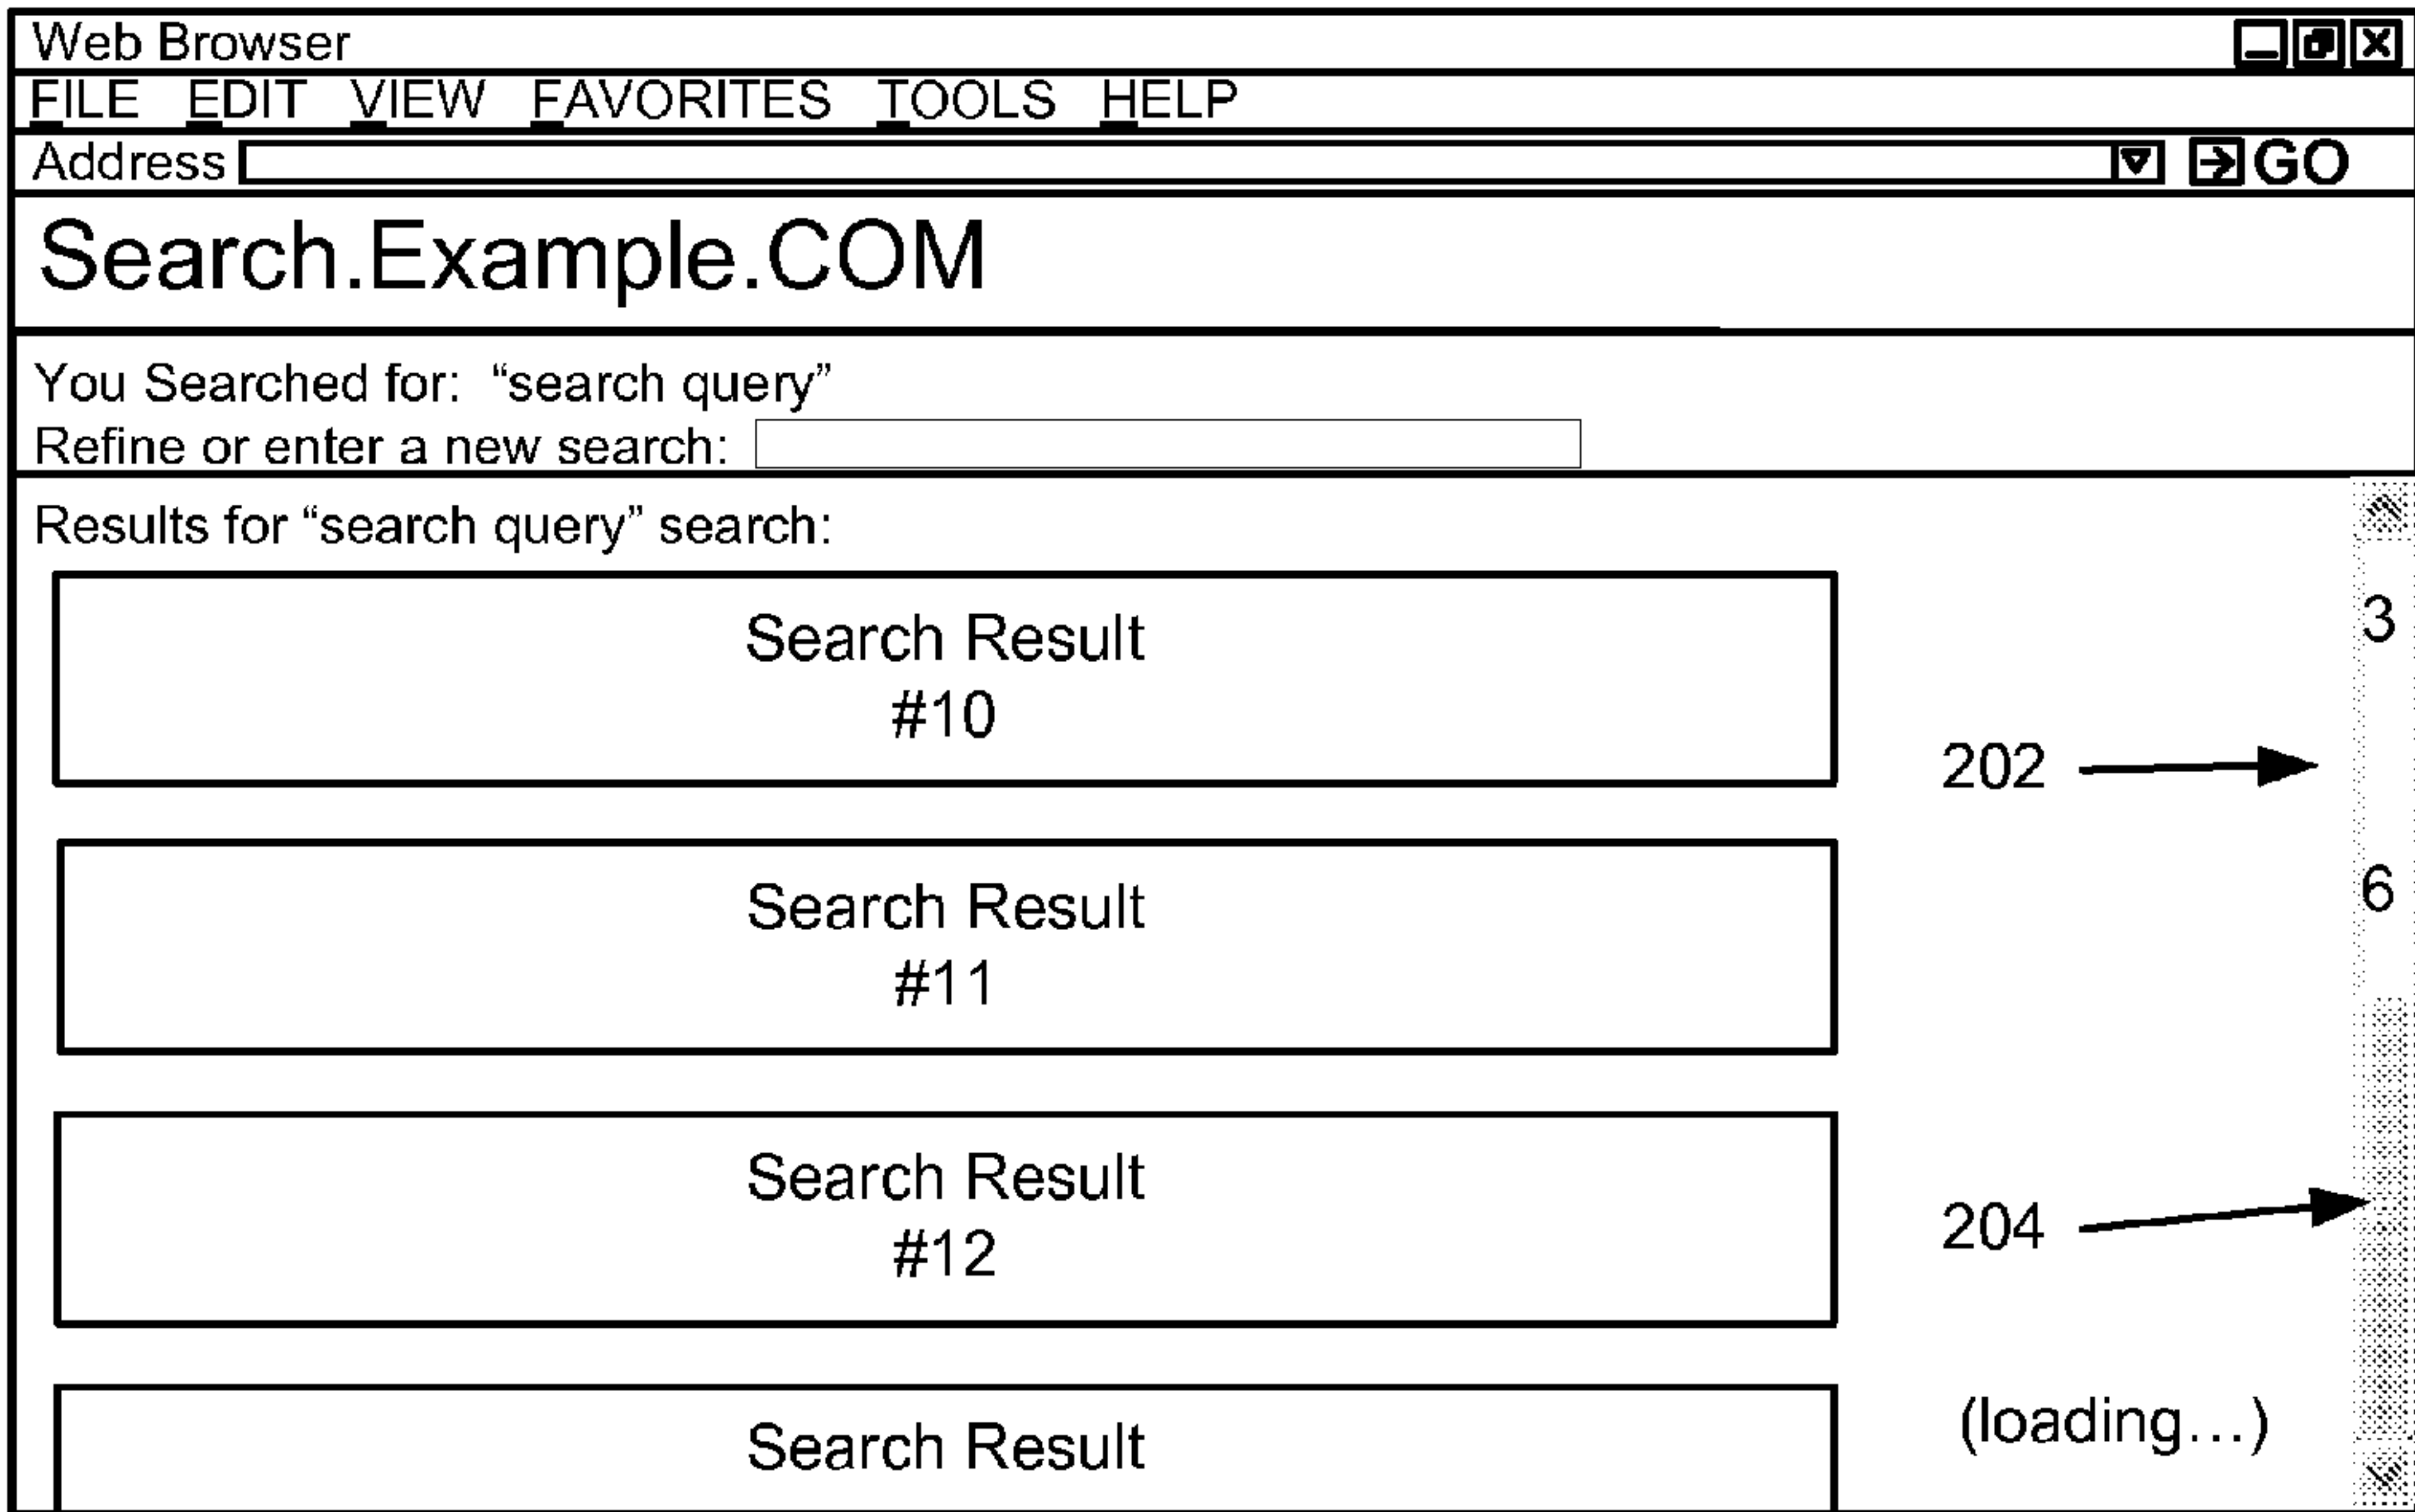 Web Browser
FILE EDIT VIEW FAVORITES TOOLS HELP
Address GO
Search.Example.COM
You Searched for: “search query”
Refine or enter a new search:
Results for “search query” search:
3
Search Result
#10
202
6
Search Result
#11
Search Result
204
#12
(loading...)
Search Result